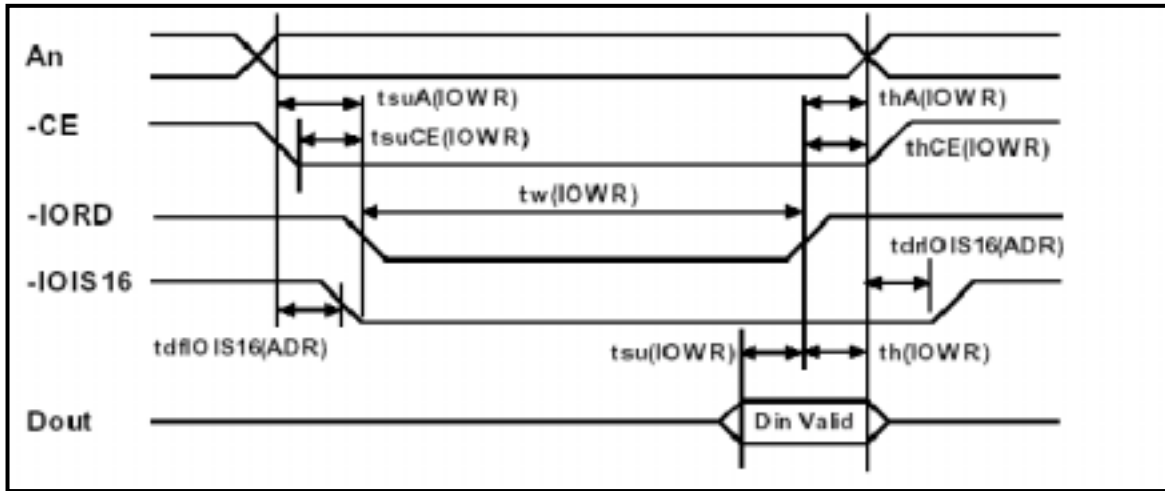 An
tsuA(IOWR)
thA(IOWR)
-CE
tsuCE(IOWR)
thCE(IOWR)
tw(IOWR)
-IORD
tdrIOIS16(ADR)
-IOIS16
tdfIOIS16(ADR)
tsu(IOWR)
th(IOWR)
Dout
Din Valid